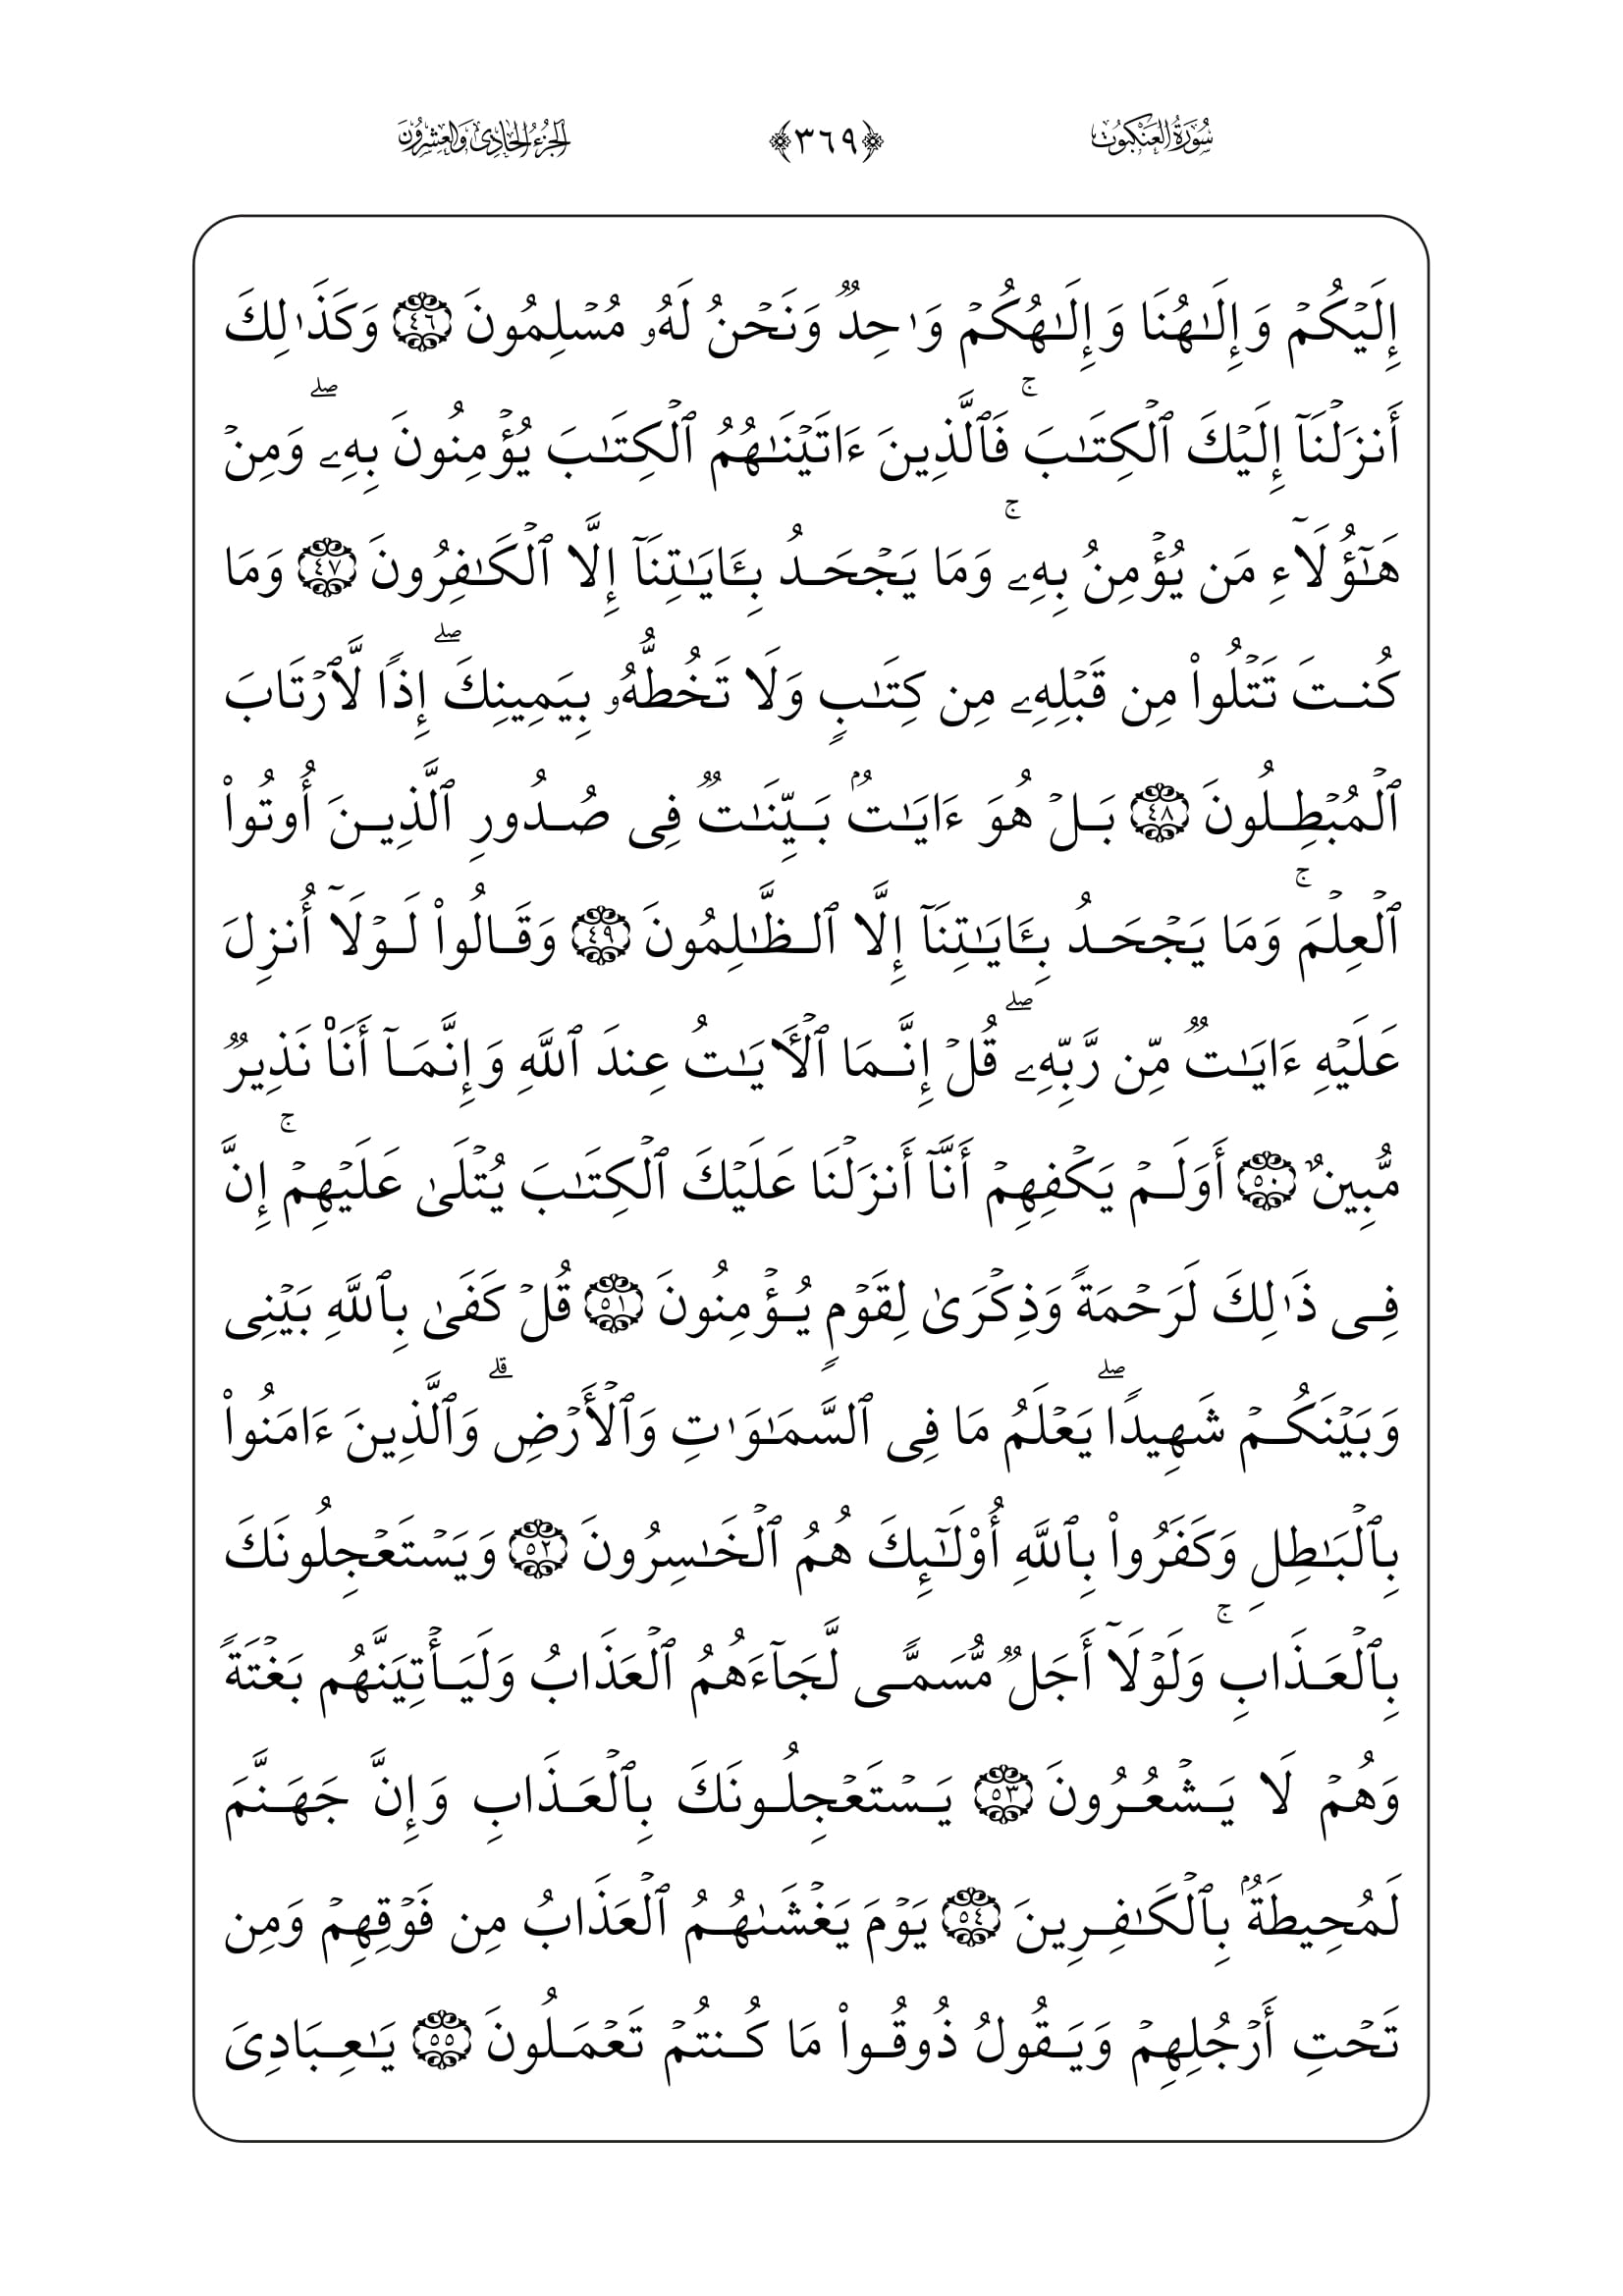 سُورَةُ العَنكَبُوت ﴿٣٦٩﴾ الجُزْءُ الحَادِي وَالعِشْرُونَ
إِلَيۡكُمۡ وَإِلَٰهُنَا وَإِلَٰهُكُمۡ وَٰحِدٞ وَنَحۡنُ لَهُۥ مُسۡلِمُونَ ٤٦ وَكَذَٰلِكَ
أَنزَلۡنَآ إِلَيۡكَ ٱلۡكِتَٰبَۚ فَٱلَّذِينَ ءَاتَيۡنَٰهُمُ ٱلۡكِتَٰبَ يُؤۡمِنُونَ بِهِۦۖ وَمِنۡ
هَٰٓؤُلَآءِ مَن يُؤۡمِنُ بِهِۦۚ وَمَا يَجۡحَدُ بِـَٔايَٰتِنَآ إِلَّا ٱلۡكَٰفِرُونَ ٤٧ وَمَا
كُنتَ تَتۡلُواْ مِن قَبۡلِهِۦ مِن كِتَٰبٖ وَلَا تَخُطُّهُۥ بِيَمِينِكَۖ إِذٗا لَّٱرۡتَابَ
ٱلۡمُبۡطِلُونَ ٤٨ بَلۡ هُوَ ءَايَٰتُۢ بَيِّنَٰتٞ فِي صُدُورِ ٱلَّذِينَ أُوتُواْ
ٱلۡعِلۡمَۚ وَمَا يَجۡحَدُ بِـَٔايَٰتِنَآ إِلَّا ٱلظَّٰلِمُونَ ٤٩ وَقَالُواْ لَوۡلَآ أُنزِلَ
عَلَيۡهِ ءَايَٰتٞ مِّن رَّبِّهِۦۖ قُلۡ إِنَّمَا ٱلۡأٓيَٰتُ عِندَ ٱللَّهِ وَإِنَّمَآ أَنَا۠ نَذِيرٞ
مُّبِينٌ ٥٠ أَوَلَمۡ يَكۡفِهِمۡ أَنَّآ أَنزَلۡنَا عَلَيۡكَ ٱلۡكِتَٰبَ يُتۡلَىٰ عَلَيۡهِمۡۚ إِنَّ
فِي ذَٰلِكَ لَرَحۡمَةٗ وَذِكۡرَىٰ لِقَوۡمٖ يُؤۡمِنُونَ ٥١ قُلۡ كَفَىٰ بِٱللَّهِ بَيۡنِي
وَبَيۡنَكُمۡ شَهِيدٗاۖ يَعۡلَمُ مَا فِي ٱلسَّمَٰوَٰتِ وَٱلۡأَرۡضِۗ وَٱلَّذِينَ ءَامَنُواْ
بِٱلۡبَٰطِلِ وَكَفَرُواْ بِٱللَّهِ أُوْلَٰٓئِكَ هُمُ ٱلۡخَٰسِرُونَ ٥٢ وَيَسۡتَعۡجِلُونَكَ
بِٱلۡعَذَابِۚ وَلَوۡلَآ أَجَلٞ مُّسَمّٗى لَّجَآءَهُمُ ٱلۡعَذَابُ وَلَيَأۡتِيَنَّهُم بَغۡتَةٗ
وَهُمۡ لَا يَشۡعُرُونَ ٥٣ يَسۡتَعۡجِلُونَكَ بِٱلۡعَذَابِ وَإِنَّ جَهَنَّمَ
لَمُحِيطَةُۢ بِٱلۡكَٰفِرِينَ ٥٤ يَوۡمَ يَغۡشَىٰهُمُ ٱلۡعَذَابُ مِن فَوۡقِهِمۡ وَمِن
تَحۡتِ أَرۡجُلِهِمۡ وَيَقُولُ ذُوقُواْ مَا كُنتُمۡ تَعۡمَلُونَ ٥٥ يَٰعِبَادِيَ